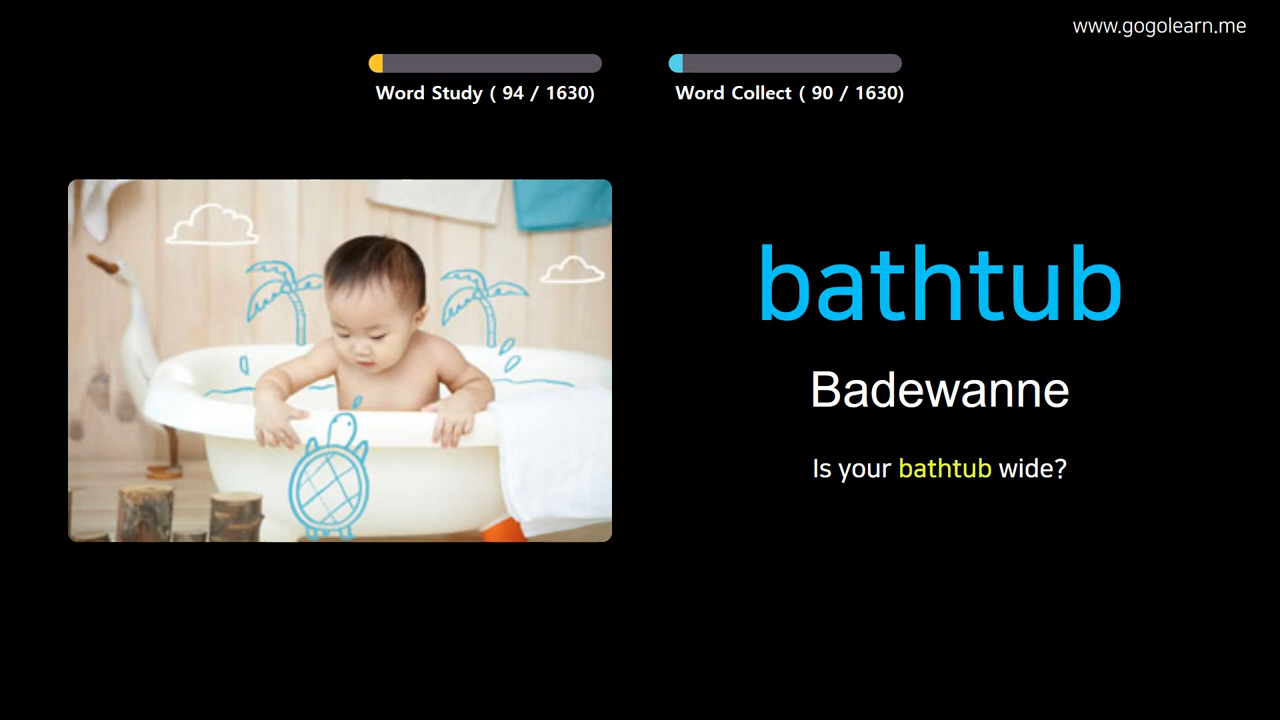 www.gogolearn.me
Word Study ( 94 / 1630)
Word Collect ( 90 / 1630)
bathtub
Badewanne
Is your bathtub wide?